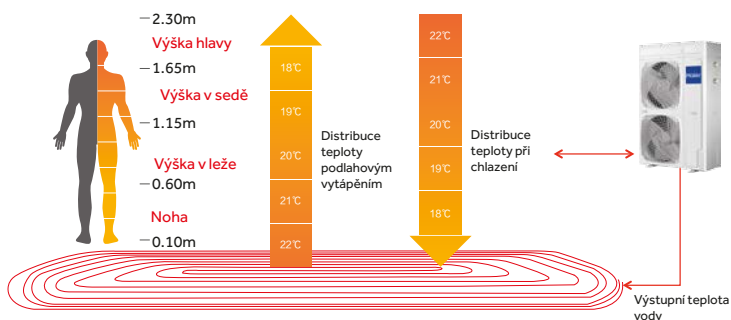 2.30m
Výška hlavy
1.65m
Výška v sedě
1.15m
Výška v leže
0.60m
Noha
0.10m
18℃
19℃
20℃
21℃
22℃
Distribuce
teploty
podlahovým
vytápěním
22℃
21℃
20℃
19℃
18℃
Distribuce
teploty při
chlazení
Haier
Výstupní teplota
vody